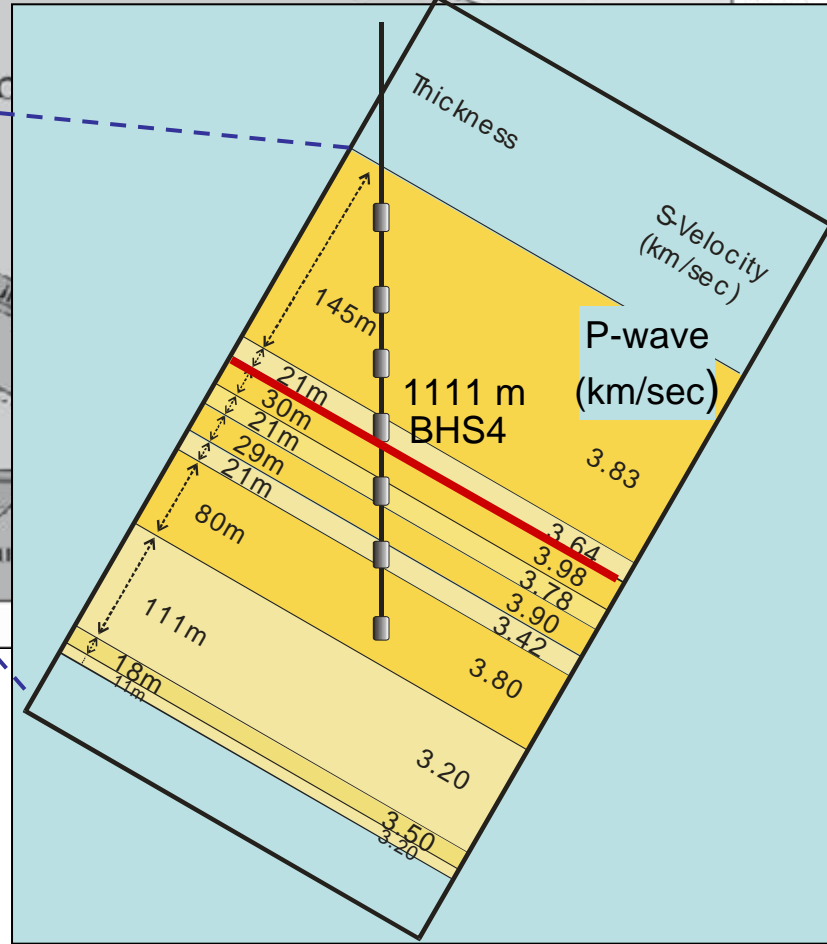 Thickness
S-Velocity
(km/sec)
P-wave
(km/sec)
145m
1111 m
BHS4
21m
30m
21m
29m
21m
80m
111m
18m
11m
3.83
3.64
3.98
3.78
3.90
3.42
3.80
3.20
3.50
3.20